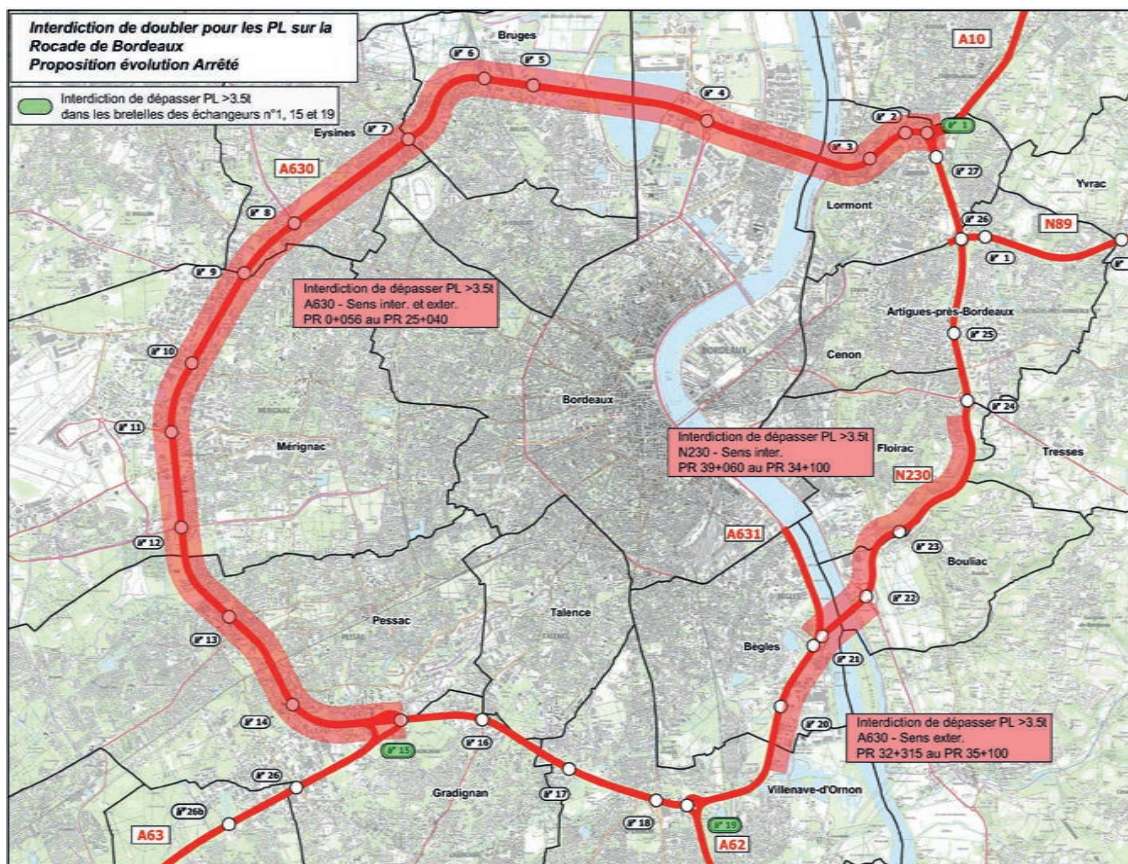 Interdiction de doubler pour les PL sur la
Rocade de Bordeaux
Proposition évolution Arrêté
Interdiction de dépasser PL >3.5t
dans les bretelles des échangeurs n°1, 15 et 19
Bruges
A10
n° 6
n° 5
n° 4
n° 2
n° 1
n° 3
n° 7
Eysines
A630
n° 27
Yvrac
Lormont
n° 8
n° 26
N89
n° 1
n° 9
Interdiction de dépasser PL >3.5t
A630 - Sens inter. et exter.
PR 0+056 au PR 25+040
Artigues-près-Bordeaux
n° 25
BORDEAUX
Cenon
n° 10
Bordeaux
n° 24
MERIGNAC
n° 11
Mérignac
Interdiction de dépasser PL >3.5t
N230 - Sens inter.
PR 39+060 au PR 34+100
Floirac
Tresses
N230
A631
n° 12
n° 23
Bouliac
n° 22
Talence
TALENCE
n° 13
Pessac
PESSAC
Bègles
n° 21
n° 14
n° 20
Interdiction de dépasser PL >3.5t
A630 - Sens exter.
PR 32+315 au PR 35+100
n° 15
n° 16
n° 26
Gradignan
n° 17
Villenave-d'Ornon
n° 26b
n° 18
n° 19
A63
A62